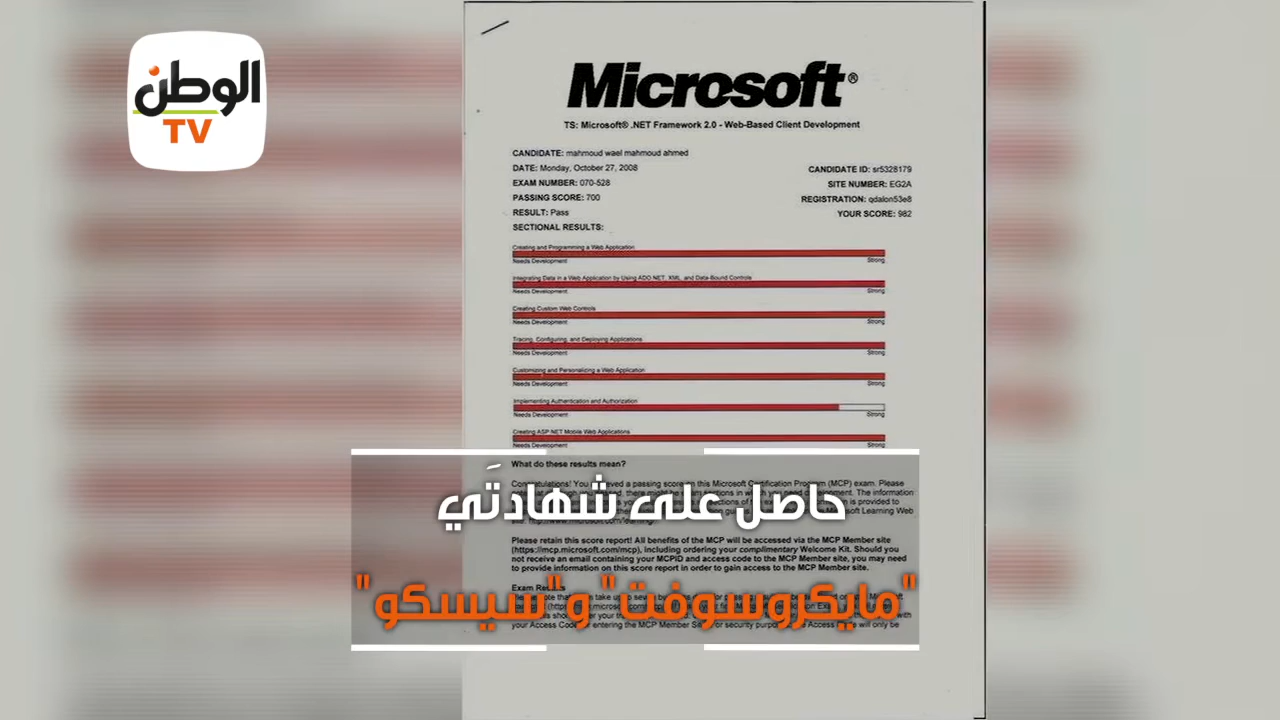 الوطن
TV
Microsoft®
TS: Microsoft® .NET Framework 2.0 - Web-Based Client Development
CANDIDATE: mahmoud wael mahmoud ahmed
DATE: Monday, October 27, 2008
CANDIDATE ID: sr5328179
EXAM NUMBER: 070-528
SITE NUMBER: EG2A
PASSING SCORE: 700
REGISTRATION: qdalon53e8
RESULT: Pass
YOUR SCORE: 982
SECTIONAL RESULTS:
Creating and Programming a Web Application
Needs Development Strong
Integrating Data in a Web Application by Using ADO.NET, XML, and Data-Bound Controls
Needs Development Strong
Creating Custom Web Controls
Needs Development Strong
Tracing, Configuring, and Deploying Applications
Needs Development Strong
Customizing and Personalizing a Web Application
Needs Development Strong
Implementing Authentication and Authorization
Needs Development Strong
Creating ASP.NET Mobile Web Applications
Needs Development Strong
What do these results mean?
حاصل على شهادتَي
Please retain this score report! All benefits of the MCP will be accessed via the MCP Member site
(https://mcp.microsoft.com/mcp), including ordering your complimentary Welcome Kit. Should you
not receive an email containing your MCPID and access code to the MCP Member site, you may need
to provide information on this score report in order to gain access to the MCP Member site.
"مايكروسوفت" و"سيسكو"